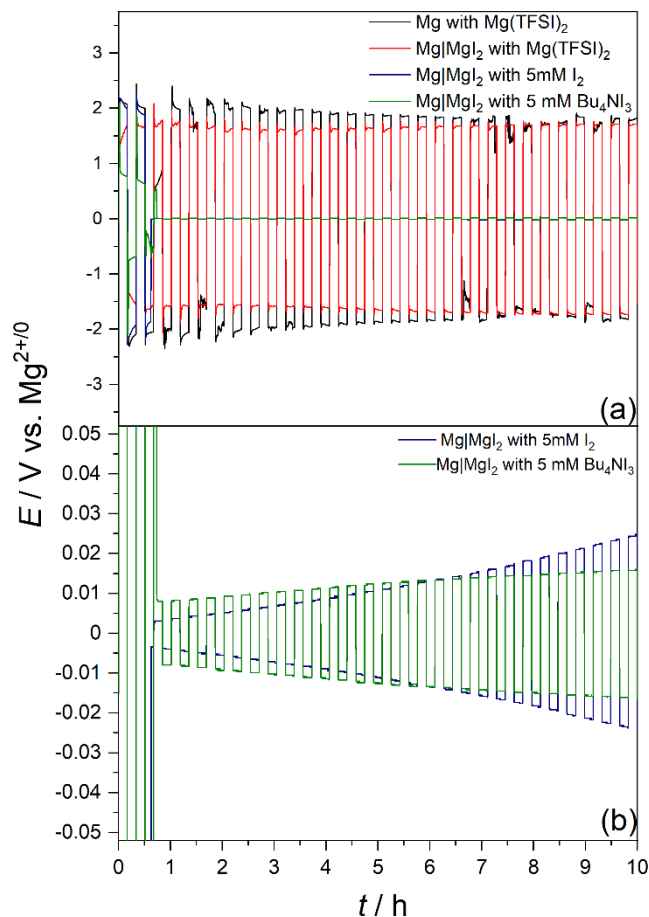 Mg with Mg(TFSI)₂
Mg|MgI₂ with Mg(TFSI)₂
Mg|MgI₂ with 5mM I₂
Mg|MgI₂ with 5 mM Bu₄NI₃
3
2
1
0
-1
-2
-3
(a)
E / V vs. Mg²⁺/⁰
Mg|MgI₂ with 5mM I₂
Mg|MgI₂ with 5 mM Bu₄NI₃
0.05
0.04
0.03
0.02
0.01
0
-0.01
-0.02
-0.03
-0.04
-0.05
(b)
0 1 2 3 4 5 6 7 8 9 10
t / h